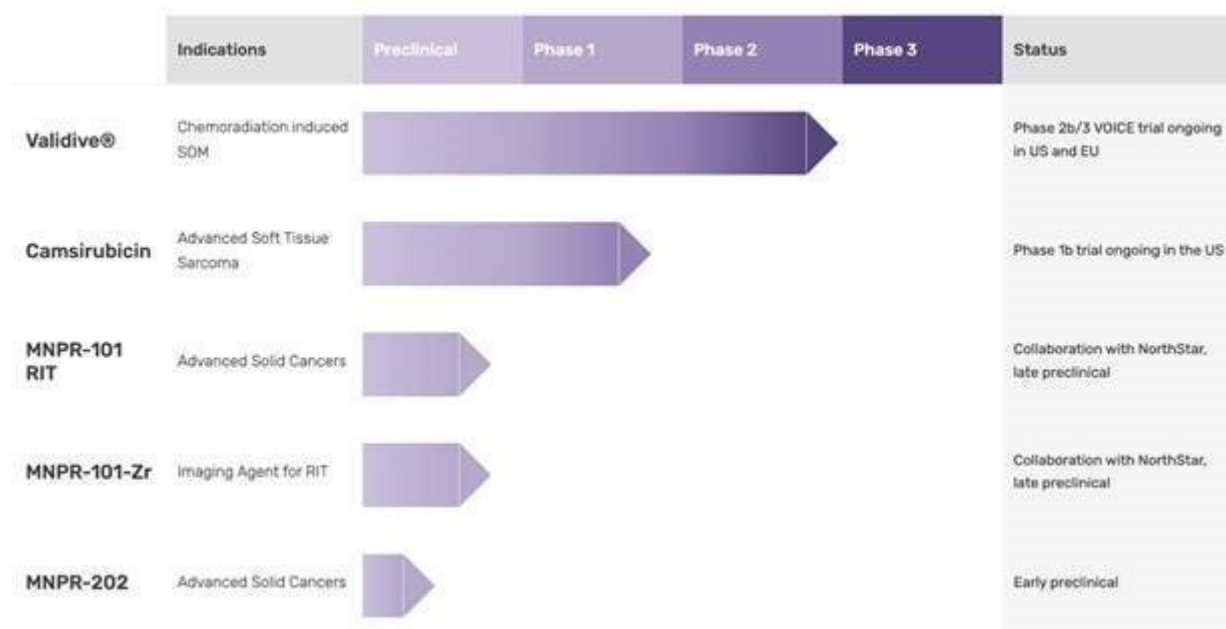 Indications Preclinical Phase 1 Phase 2 Phase 3 Status
Validive®
Chemoradiation induced
SOM
Phase 2b/3 VOICE trial ongoing
in US and EU
Camsirubicin
Advanced Soft Tissue
Sarcoma
Phase 1b trial ongoing in the US
MNPR-101
RIT
Advanced Solid Cancers
Collaboration with NorthStar,
late preclinical
MNPR-101-Zr
Imaging Agent for RIT
Collaboration with NorthStar,
late preclinical
MNPR-202
Advanced Solid Cancers
Early preclinical